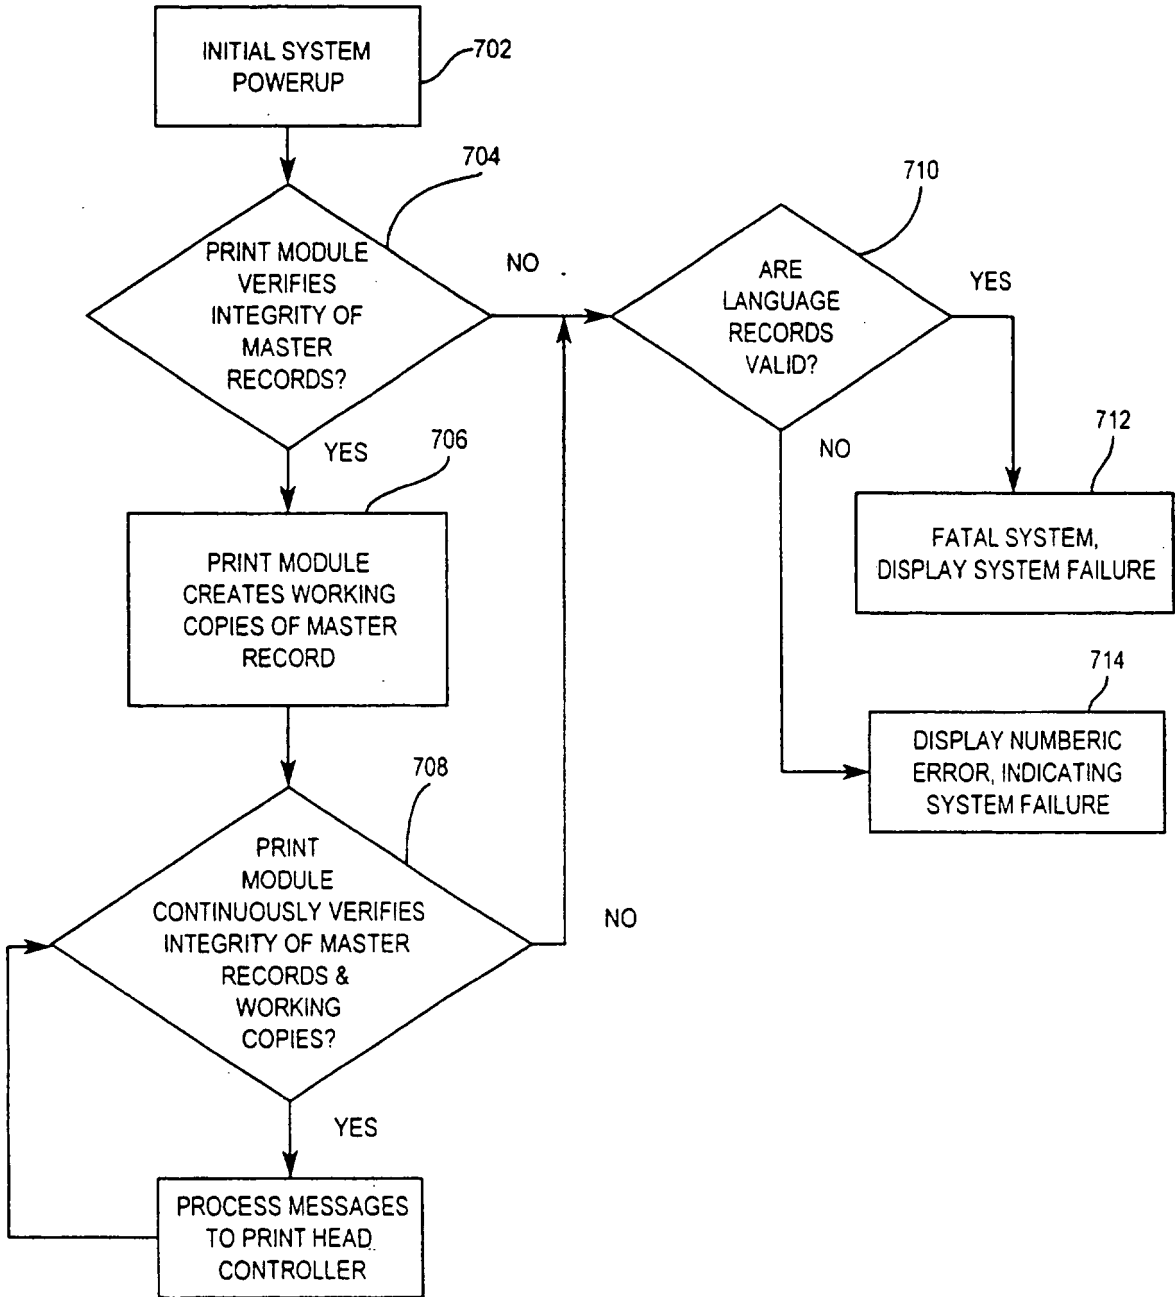 INITIAL SYSTEM
POWERUP
702
704
PRINT MODULE
VERIFIES
INTEGRITY OF
MASTER
RECORDS?
NO
YES
710
ARE
LANGUAGE
RECORDS
VALID?
YES
NO
706
PRINT MODULE
CREATES WORKING
COPIES OF MASTER
RECORD
712
FATAL SYSTEM,
DISPLAY SYSTEM FAILURE
714
DISPLAY NUMBERIC
ERROR, INDICATING
SYSTEM FAILURE
708
PRINT
MODULE
CONTINUOUSLY VERIFIES
INTEGRITY OF MASTER
RECORDS &
WORKING
COPIES?
NO
YES
PROCESS MESSAGES
TO PRINT HEAD
CONTROLLER